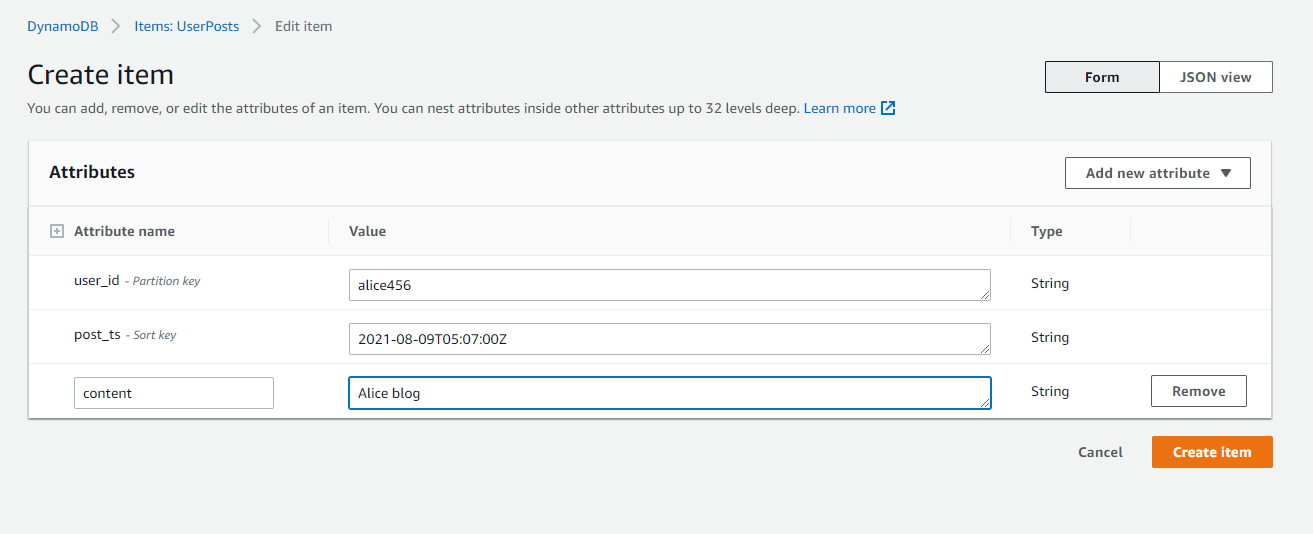 DynamoDB > Items: UserPosts > Edit item
Create item
Form JSON view
You can add, remove, or edit the attributes of an item. You can nest attributes inside other attributes up to 32 levels deep. Learn more
Attributes
Add new attribute
Attribute name Value Type
user_id - Partition key alice456 String
post_ts - Sort key 2021-08-09T05:07:00Z String
content Alice blog String Remove
Cancel Create item